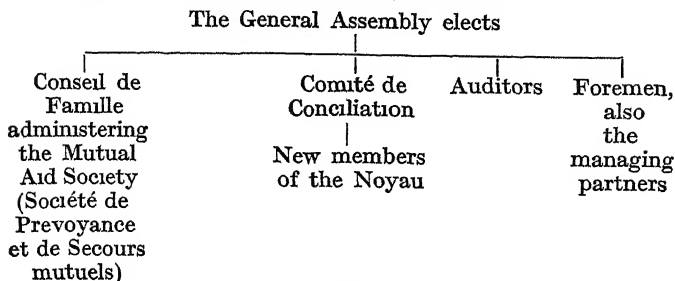 The General Assembly elects
Conseil de
Famille
administering
the Mutual
Aid Society
(Société de
Prevoyance
et de Secours
mutuels)
Comité de
Conciliation
New members
of the Noyau
Auditors
Foremen,
also
the
managing
partners